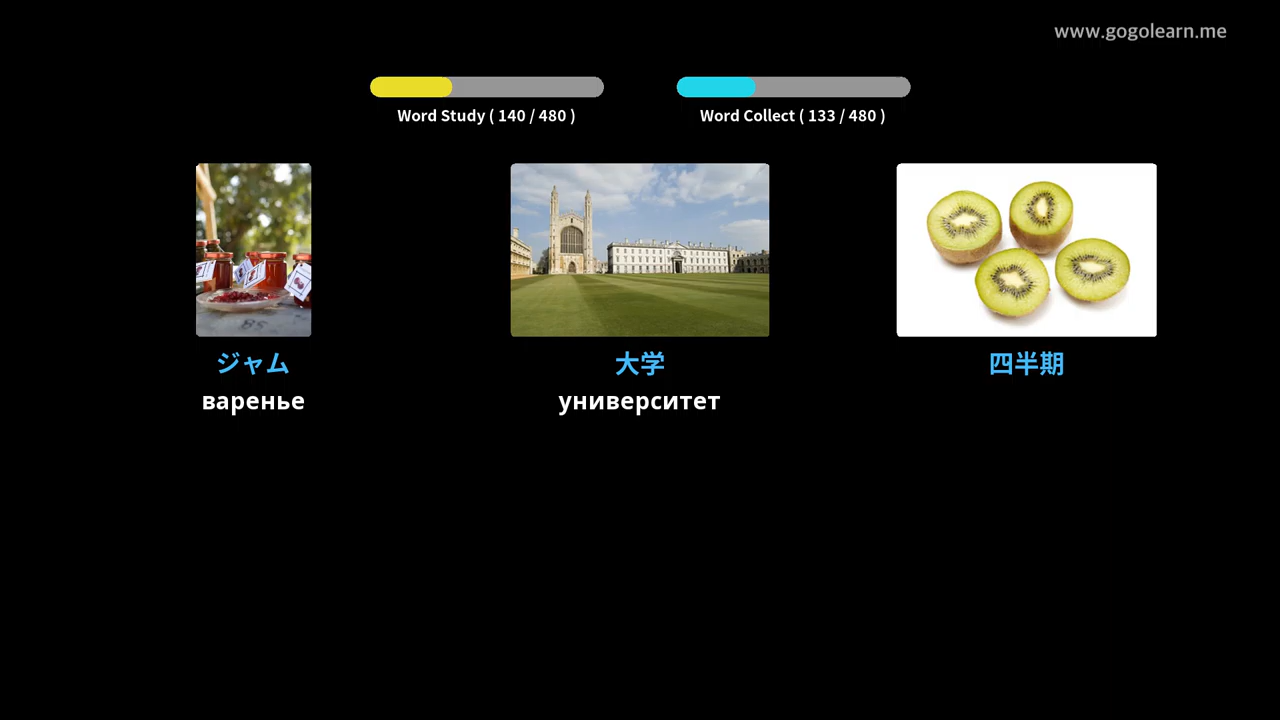 www.gogolearn.me
Word Study ( 140 / 480 )
Word Collect ( 133 / 480 )
ジャム
大学
四半期
варенье
университет